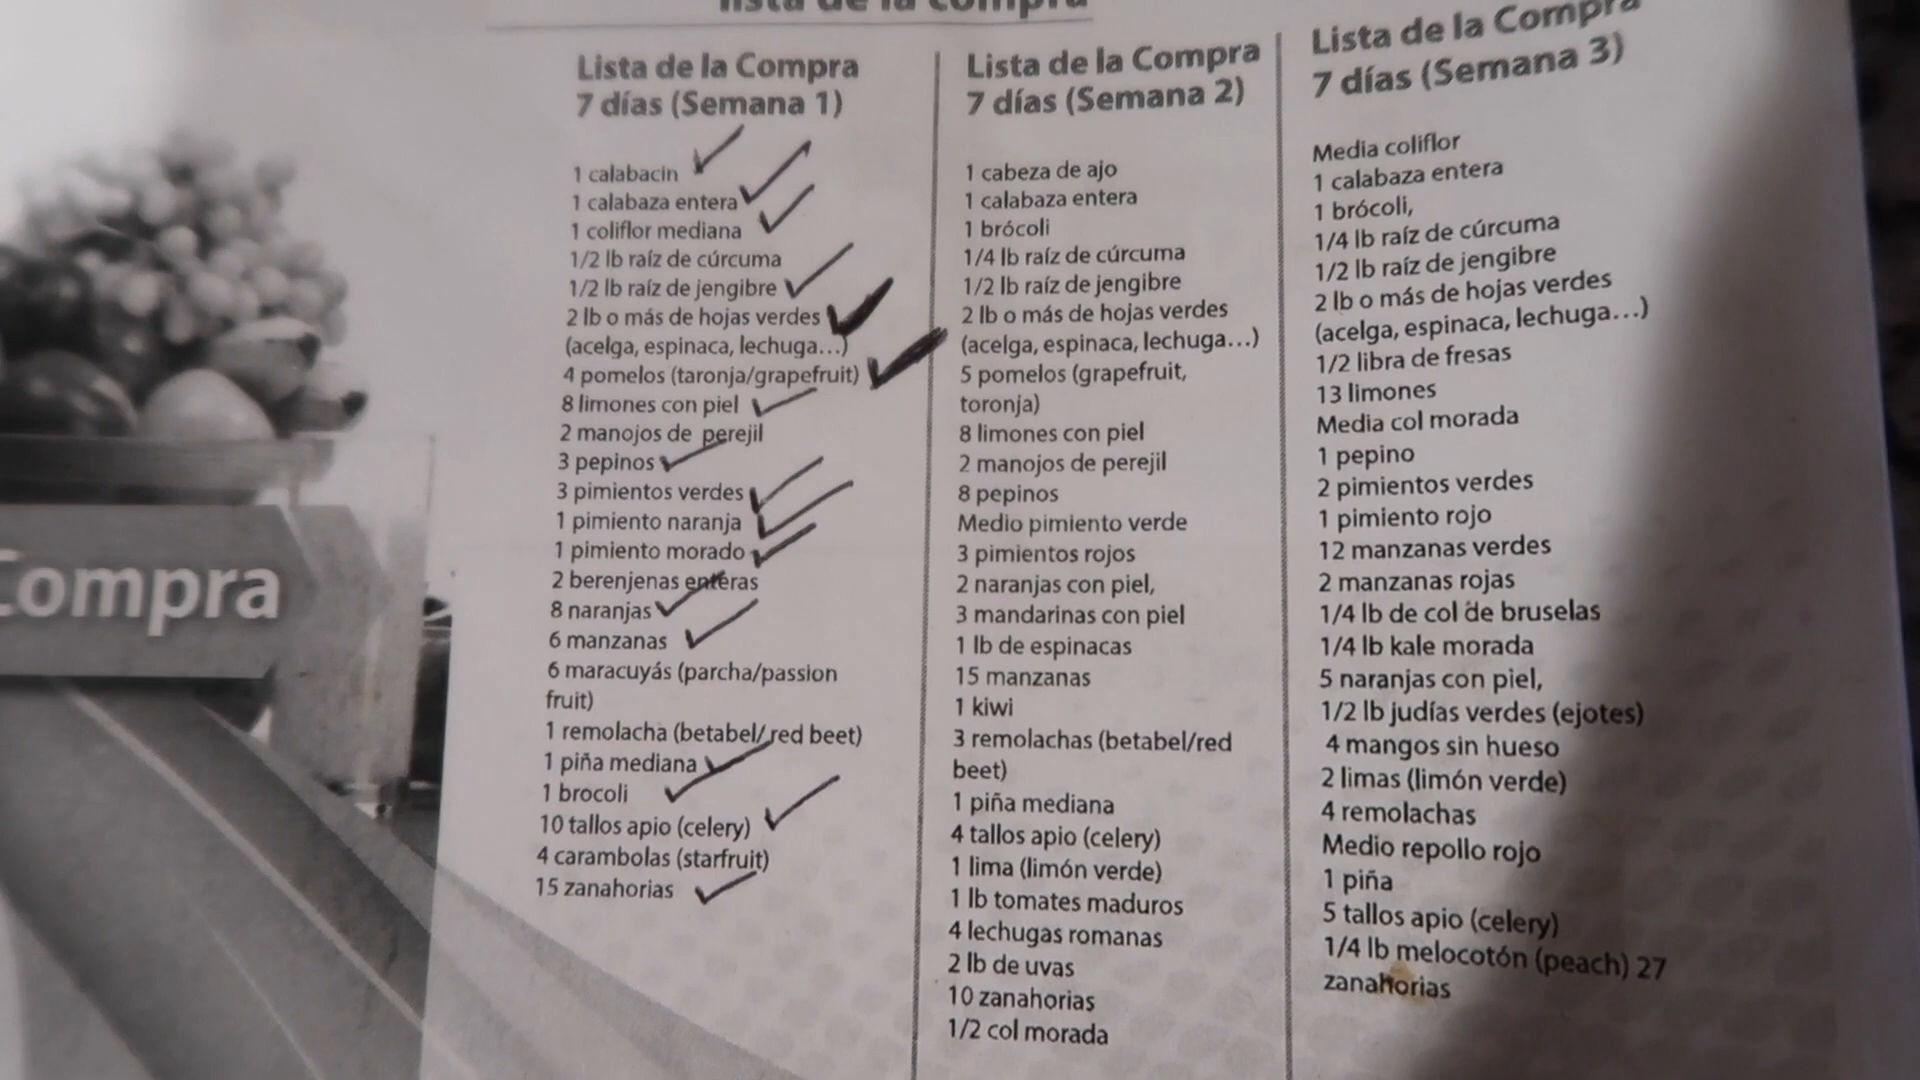 lista de la compra
Compra
Lista de la Compra
7 días (Semana 1)
1 calabacin
1 calabaza entera
1 coliflor mediana
1/2 lb raíz de cúrcuma
1/2 lb raíz de jengibre
2 lb o más de hojas verdes
(acelga, espinaca, lechuga...)
4 pomelos (taronja/grapefruit)
8 limones con piel
2 manojos de perejil
3 pepinos
3 pimientos verdes
1 pimiento naranja
1 pimiento morado
2 berenjenas enteras
8 naranjas
6 manzanas
6 maracuyás (parcha/passion
fruit)
1 remolacha (betabel/ red beet)
1 piña mediana
1 brocoli
10 tallos apio (celery)
4 carambolas (starfruit)
15 zanahorias
Lista de la Compra
7 días (Semana 2)
1 cabeza de ajo
1 calabaza entera
1 brócoli
1/4 lb raíz de cúrcuma
1/2 lb raíz de jengibre
2 lb o más de hojas verdes
(acelga, espinaca, lechuga...)
5 pomelos (grapefruit,
toronja)
8 limones con piel
2 manojos de perejil
8 pepinos
Medio pimiento verde
3 pimientos rojos
2 naranjas con piel,
3 mandarinas con piel
1 lb de espinacas
15 manzanas
1 kiwi
3 remolachas (betabel/red
beet)
1 piña mediana
4 tallos apio (celery)
1 lima (limón verde)
1 lb tomates maduros
4 lechugas romanas
2 lb de uvas
10 zanahorias
1/2 col morada
Lista de la Compra
7 días (Semana 3)
Media coliflor
1 calabaza entera
1 brócoli,
1/4 lb raíz de cúrcuma
1/2 lb raíz de jengibre
2 lb o más de hojas verdes
(acelga, espinaca, lechuga...)
1/2 libra de fresas
13 limones
Media col morada
1 pepino
2 pimientos verdes
1 pimiento rojo
12 manzanas verdes
2 manzanas rojas
1/4 lb de col de bruselas
1/4 lb kale morada
5 naranjas con piel,
1/2 lb judías verdes (ejotes)
4 mangos sin hueso
2 limas (limón verde)
4 remolachas
Medio repollo rojo
1 piña
5 tallos apio (celery)
1/4 lb melocotón (peach) 27
zanahorias